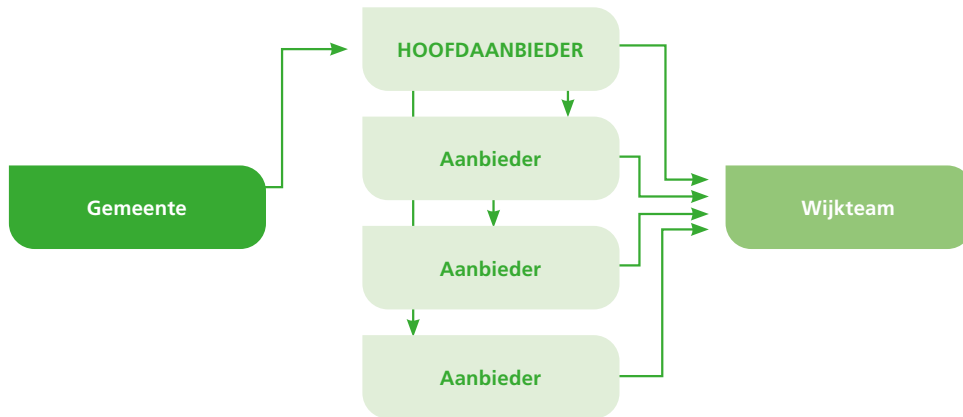 HOOFDAANBIEDER
Aanbieder
Gemeente
Wijkteam
Aanbieder
Aanbieder